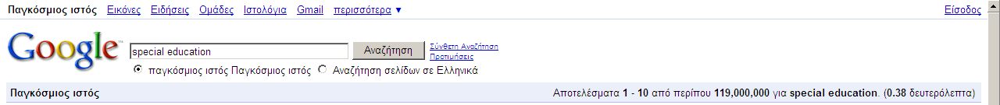 Παγκόσμιος ιστός Εικόνες Ειδήσεις Ομάδες Ιστολόγια Gmail περισσότερα ▼ Είσοδος
Google™ special education Αναζήτηση Σύνθετη Αναζήτηση
Προτιμήσεις
παγκόσμιος ιστός Παγκόσμιος ιστός Αναζήτηση σελίδων σε Ελληνικά
Παγκόσμιος ιστός Αποτελέσματα 1 - 10 από περίπου 119,000,000 για special education. (0.38 δευτερόλεπτα)